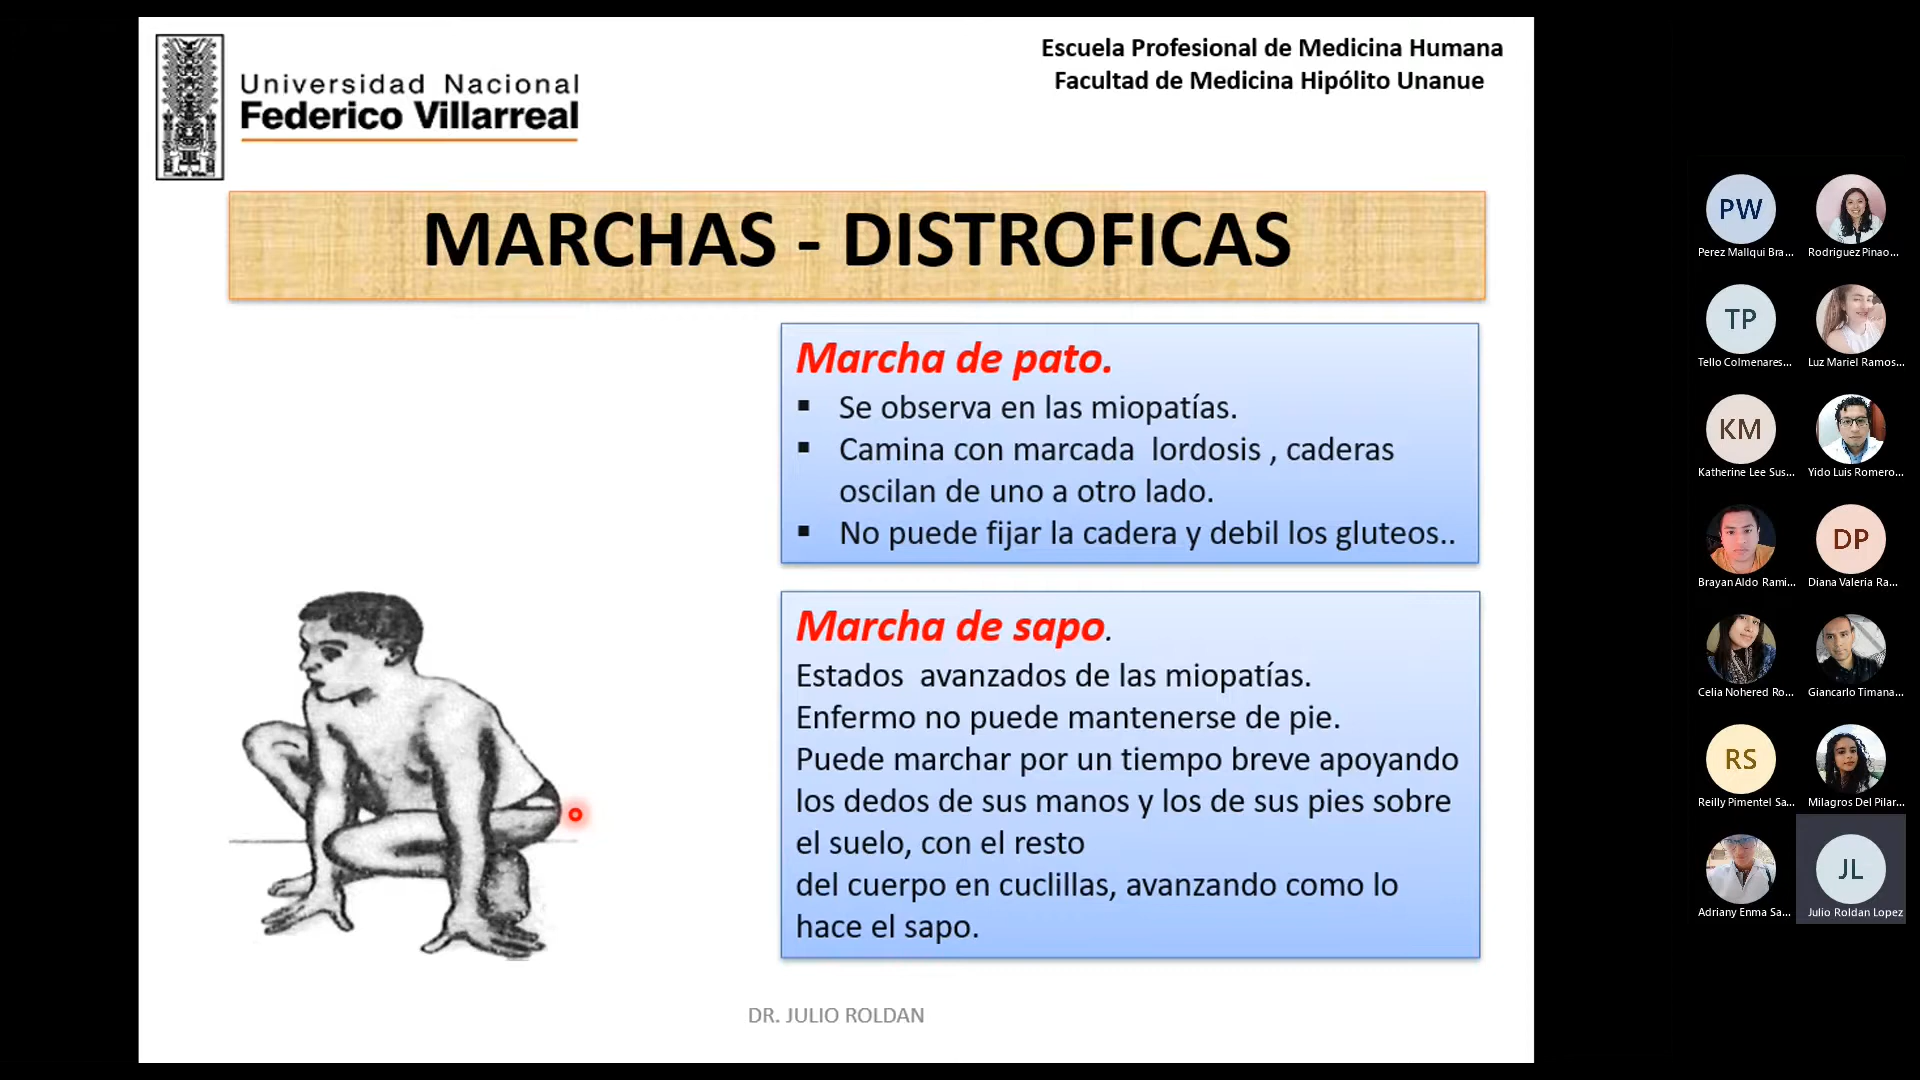 Universidad Nacional
Federico Villarreal
Escuela Profesional de Medicina Humana
Facultad de Medicina Hipólito Unanue
MARCHAS - DISTROFICAS
Marcha de pato.
▪ Se observa en las miopatías.
▪ Camina con marcada lordosis , caderas
oscilan de uno a otro lado.
▪ No puede fijar la cadera y debil los gluteos..
Marcha de sapo.
Estados avanzados de las miopatías.
Enfermo no puede mantenerse de pie.
Puede marchar por un tiempo breve apoyando
los dedos de sus manos y los de sus pies sobre
el suelo, con el resto
del cuerpo en cuclillas, avanzando como lo
hace el sapo.
DR. JULIO ROLDAN
PW
Perez Mallqui Bra...
Rodriguez Pinao...
TP
Tello Colmenares...
Luz Mariel Ramos...
KM
Katherine Lee Sus...
Yido Luis Romero...
Brayan Aldo Rami...
DP
Diana Valeria Ra...
Celia Nohered Ro...
Giancarlo Timana...
RS
Reilly Pimentel Sa...
Milagros Del Pilar...
Adriany Enma Sa...
JL
Julio Roldan Lopez